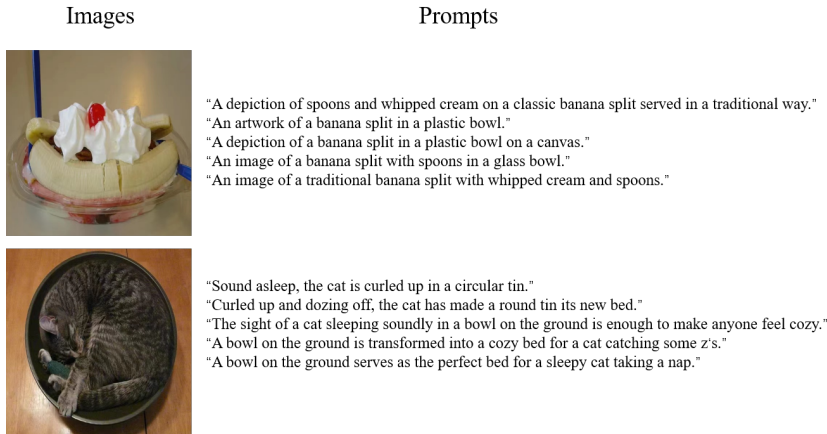 Images
Prompts
“A depiction of spoons and whipped cream on a classic banana split served in a traditional way.”
“An artwork of a banana split in a plastic bowl.”
“A depiction of a banana split in a plastic bowl on a canvas.”
“An image of a banana split with spoons in a glass bowl.”
“An image of a traditional banana split with whipped cream and spoons.”
“Sound asleep, the cat is curled up in a circular tin.”
“Curled up and dozing off, the cat has made a round tin its new bed.”
“The sight of a cat sleeping soundly in a bowl on the ground is enough to make anyone feel cozy.”
“A bowl on the ground is transformed into a cozy bed for a cat catching some z‘s.”
“A bowl on the ground serves as the perfect bed for a sleepy cat taking a nap.”